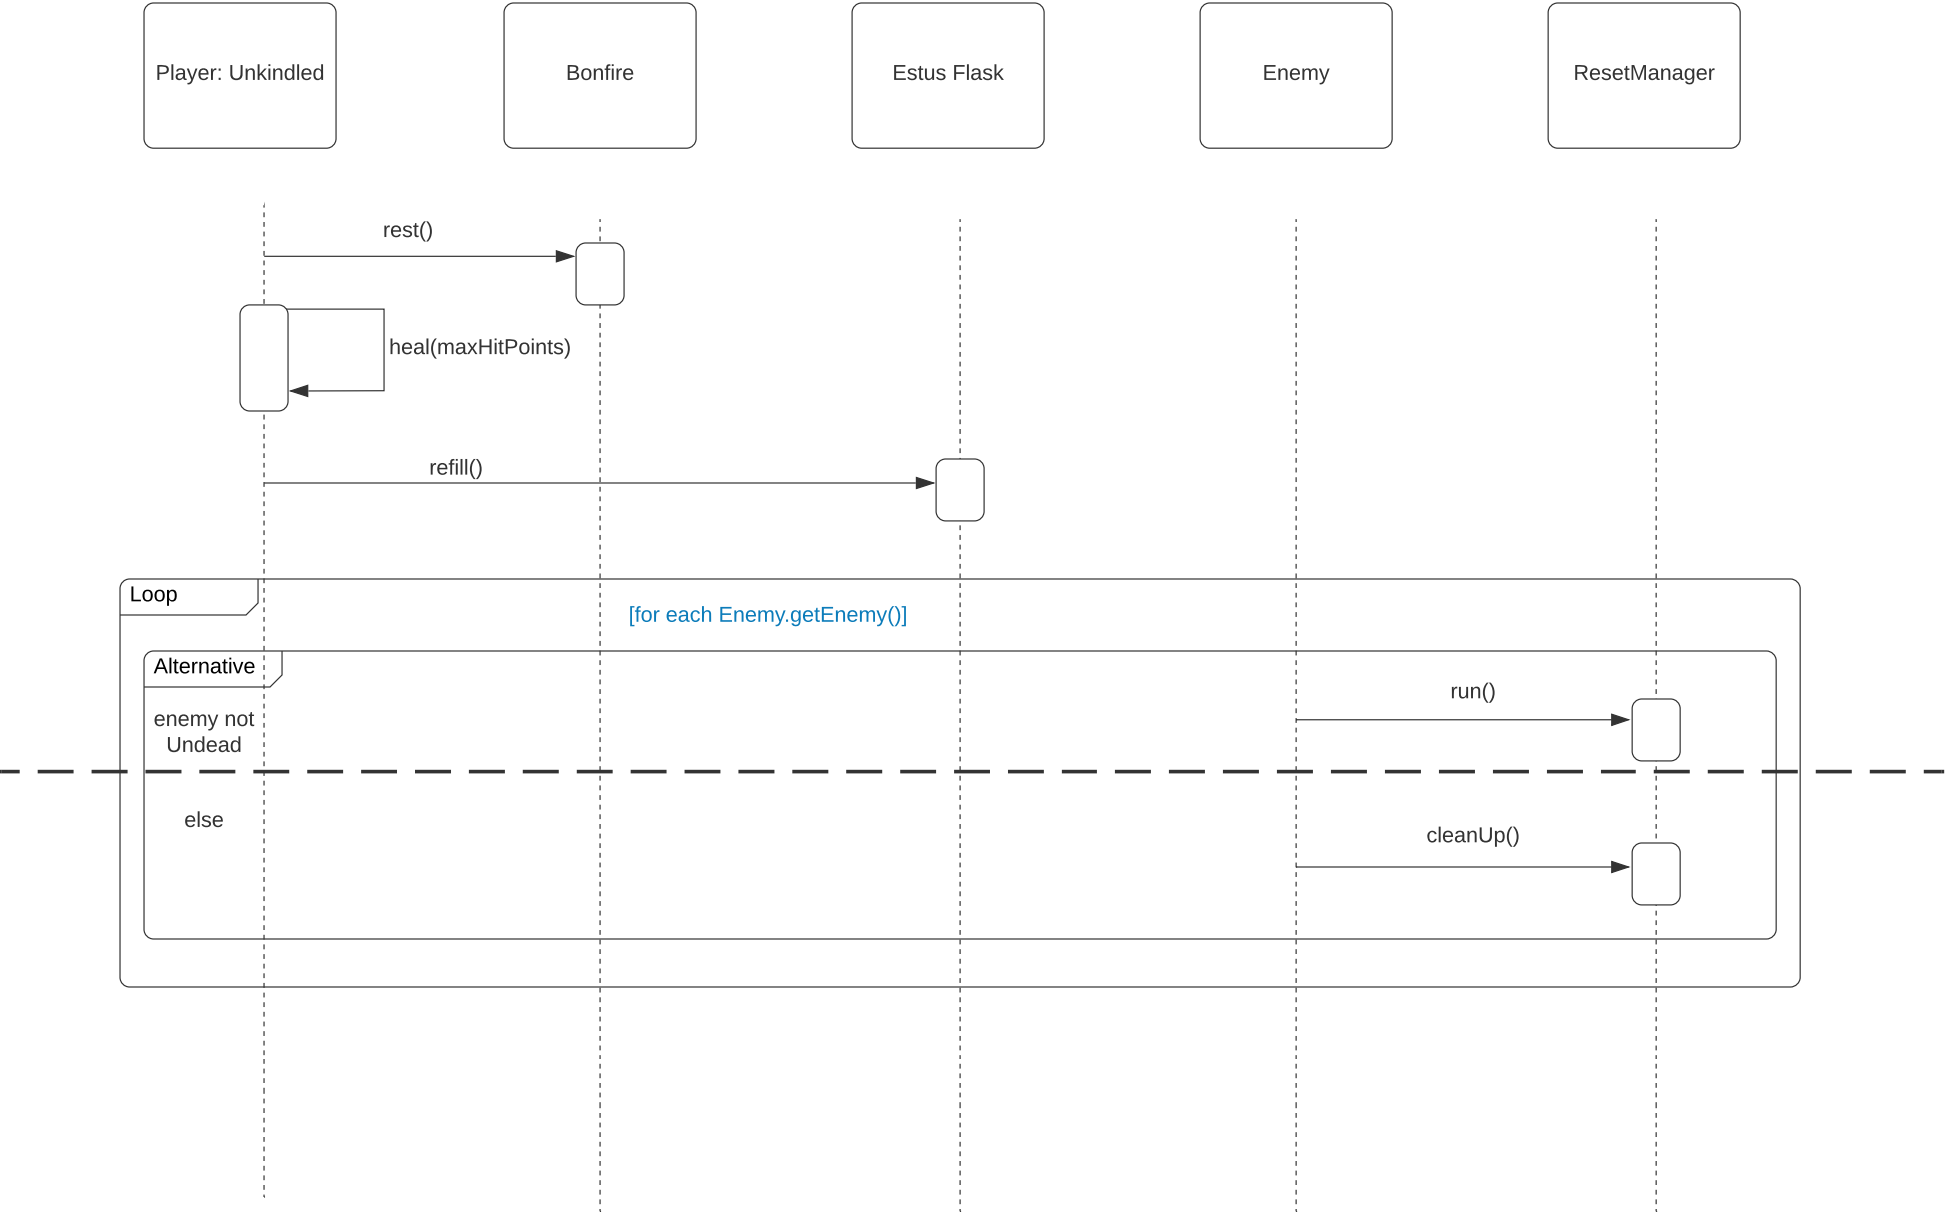 Player: Unkindled
Bonfire
Estus Flask
Enemy
ResetManager
rest()
heal(maxHitPoints)
refill()
Loop
[for each Enemy.getEnemy()]
Alternative
run()
enemy not
Undead
else
cleanUp()